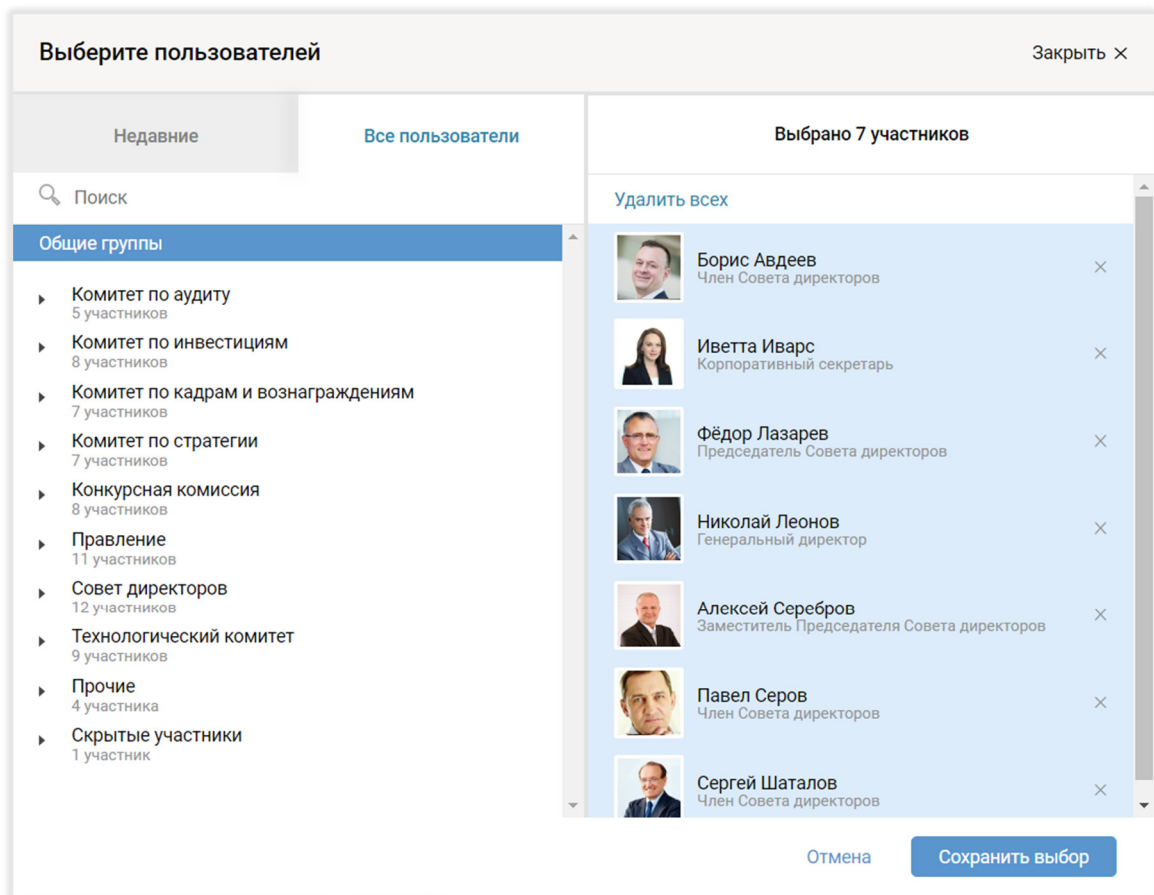 Выберите пользователей
Закрыть ×
Недавние
Все пользователи
Поиск
Общие группы
Комитет по аудиту
5 участников
Комитет по инвестициям
8 участников
Комитет по кадрам и вознаграждениям
7 участников
Комитет по стратегии
7 участников
Конкурсная комиссия
8 участников
Правление
11 участников
Совет директоров
12 участников
Технологический комитет
9 участников
Прочие
4 участника
Скрытые участники
1 участник
Выбрано 7 участников
Удалить всех
Борис Авдеев
Член Совета директоров
Иветта Иварс
Корпоративный секретарь
Фёдор Лазарев
Председатель Совета директоров
Николай Леонов
Генеральный директор
Алексей Серебров
Заместитель Председателя Совета директоров
Павел Серов
Член Совета директоров
Сергей Шаталов
Член Совета директоров
Отмена
Сохранить выбор